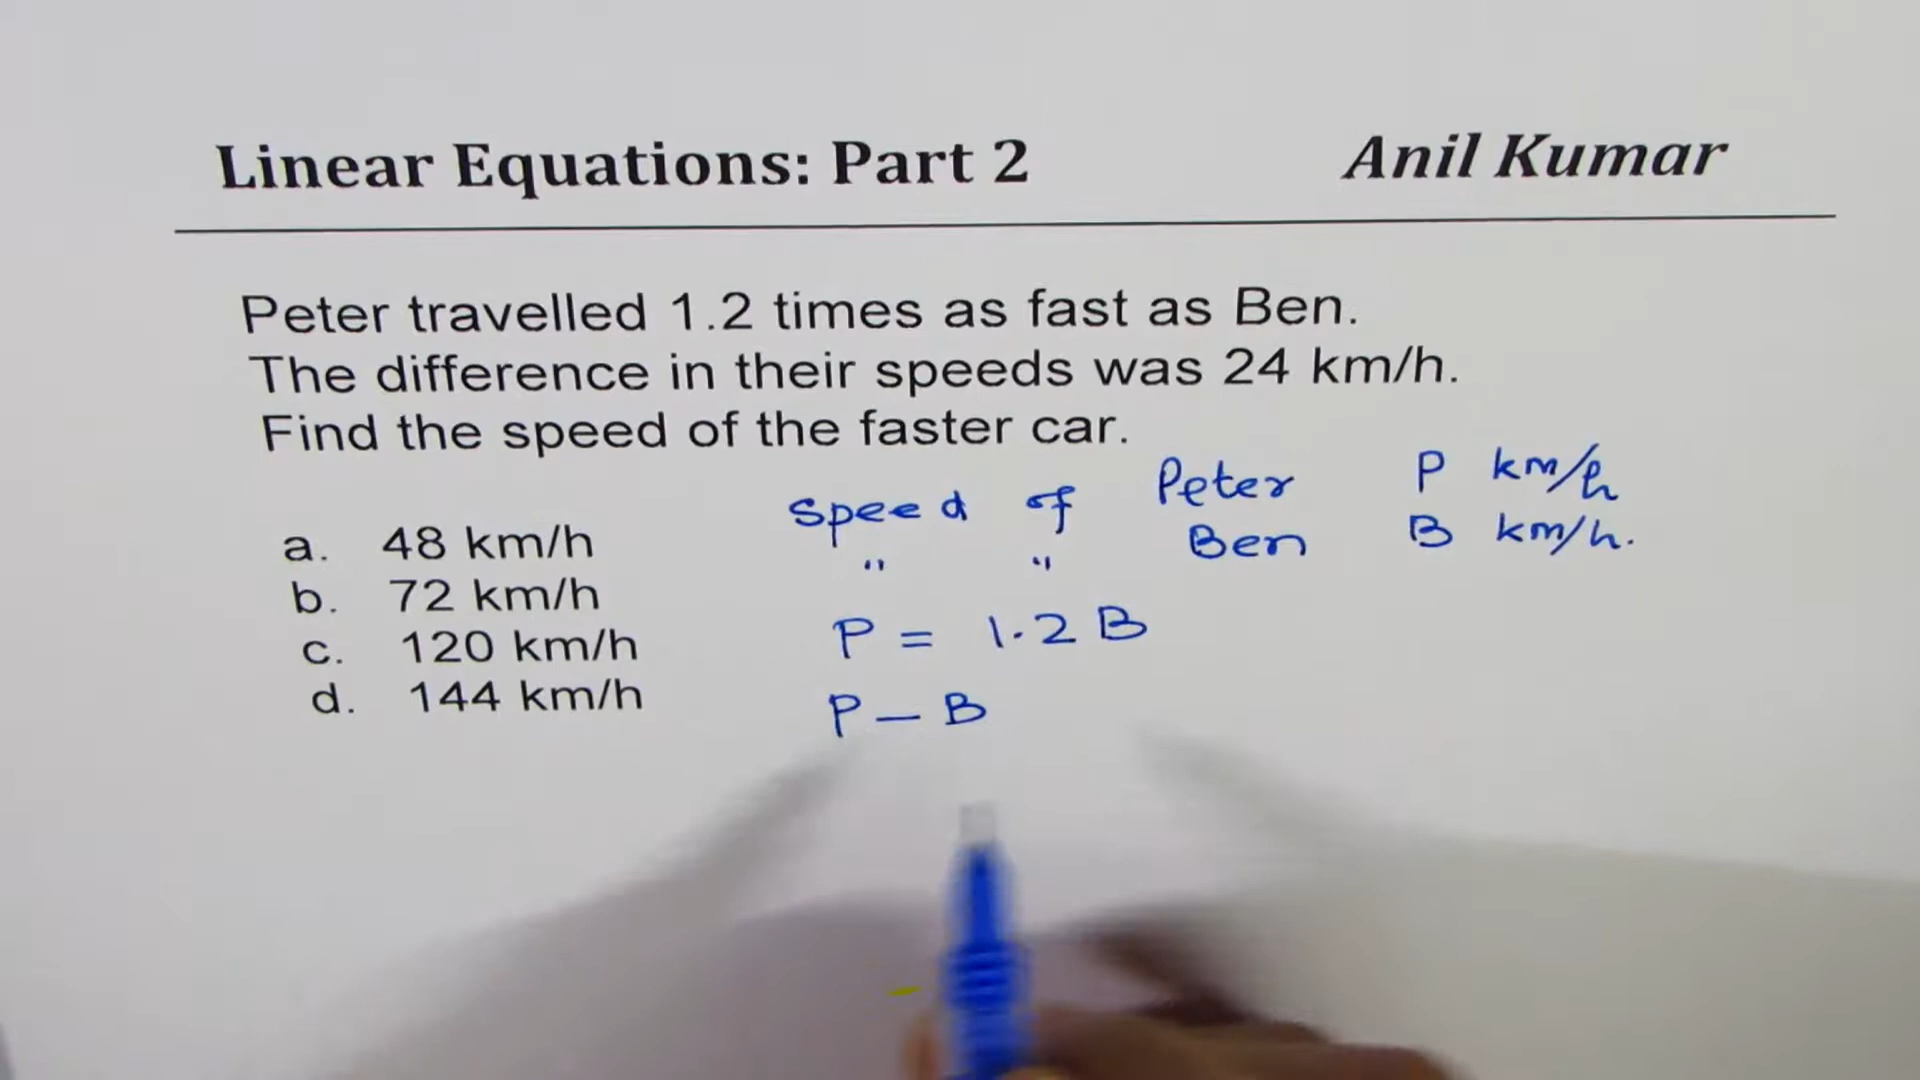 Linear Equations: Part 2 Anil Kumar
Peter travelled 1.2 times as fast as Ben.
The difference in their speeds was 24 km/h.
Find the speed of the faster car.
a. 48 km/h
b. 72 km/h
c. 120 km/h
d. 144 km/h
Speed of Peter P km/h
" " Ben B km/h.
P = 1.2 B
P – B